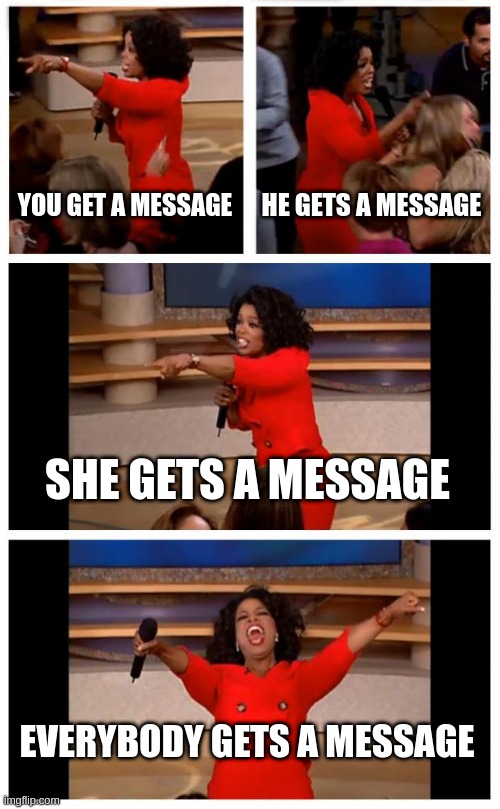 YOU GET A MESSAGE
HE GETS A MESSAGE
SHE GETS A MESSAGE
EVERYBODY GETS A MESSAGE
imgflip.com